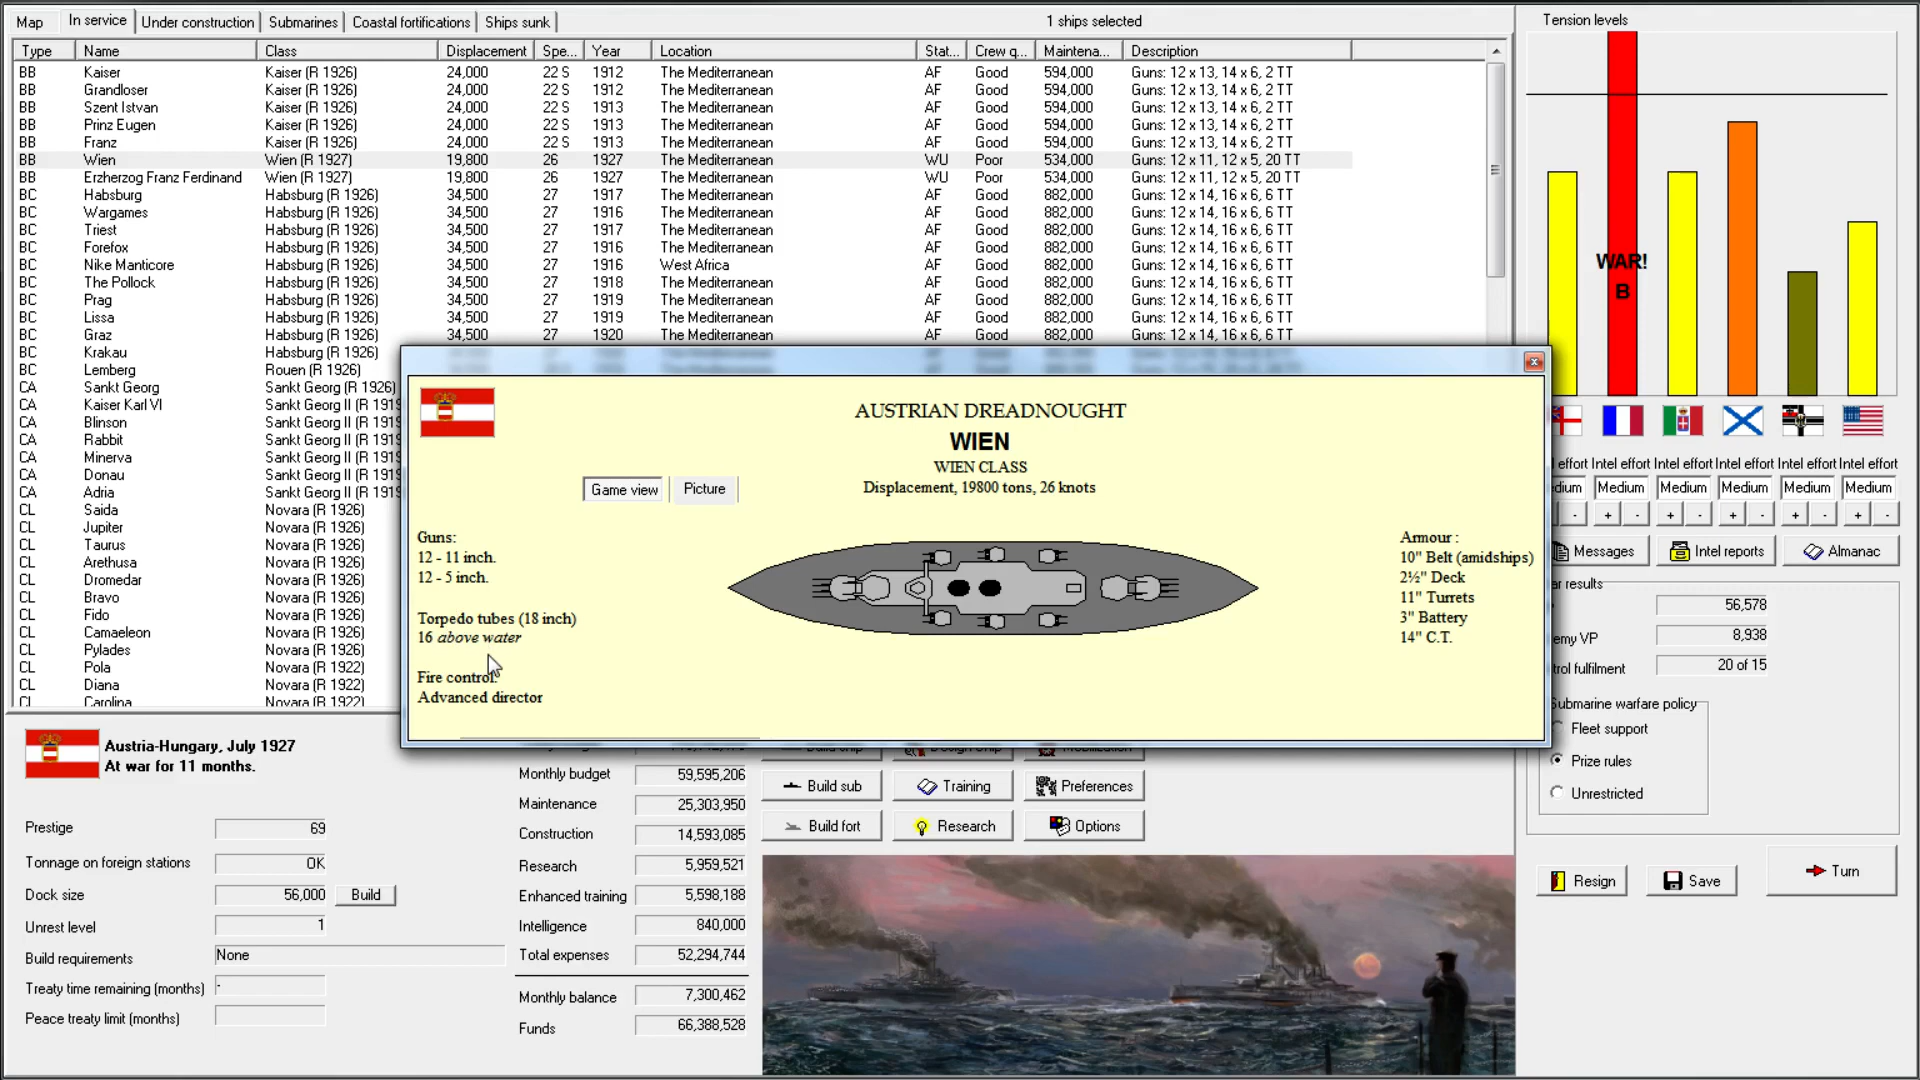 Map In service Under construction Submarines Coastal fortifications Ships sunk 1 ships selected
Type Name Class Displacement Spe... Year Location Stat... Crew q... Maintena... Description
BB Kaiser Kaiser (R 1926) 24,000 22 S 1912 The Mediterranean AF Good 594,000 Guns: 12 x 13, 14 x 6, 2 TT
BB Grandloser Kaiser (R 1926) 24,000 22 S 1912 The Mediterranean AF Good 594,000 Guns: 12 x 13, 14 x 6, 2 TT
BB Szent Istvan Kaiser (R 1926) 24,000 22 S 1913 The Mediterranean AF Good 594,000 Guns: 12 x 13, 14 x 6, 2 TT
BB Prinz Eugen Kaiser (R 1926) 24,000 22 S 1913 The Mediterranean AF Good 594,000 Guns: 12 x 13, 14 x 6, 2 TT
BB Franz Kaiser (R 1926) 24,000 22 S 1913 The Mediterranean AF Good 594,000 Guns: 12 x 13, 14 x 6, 2 TT
BB Wien Wien (R 1927) 19,800 26 1927 The Mediterranean WU Poor 534,000 Guns: 12 x 11, 12 x 5, 20 TT
BB Erzherzog Franz Ferdinand Wien (R 1927) 19,800 26 1927 The Mediterranean WU Poor 534,000 Guns: 12 x 11, 12 x 5, 20 TT
BC Habsburg Habsburg (R 1926) 34,500 27 1917 The Mediterranean AF Good 882,000 Guns: 12 x 14, 16 x 6, 6 TT
BC Wargames Habsburg (R 1926) 34,500 27 1916 The Mediterranean AF Good 882,000 Guns: 12 x 14, 16 x 6, 6 TT
BC Triest Habsburg (R 1926) 34,500 27 1917 The Mediterranean AF Good 882,000 Guns: 12 x 14, 16 x 6, 6 TT
BC Forefox Habsburg (R 1926) 34,500 27 1916 The Mediterranean AF Good 882,000 Guns: 12 x 14, 16 x 6, 6 TT
BC Nike Manticore Habsburg (R 1926) 34,500 27 1916 West Africa AF Good 882,000 Guns: 12 x 14, 16 x 6, 6 TT
BC The Pollock Habsburg (R 1926) 34,500 27 1918 The Mediterranean AF Good 882,000 Guns: 12 x 14, 16 x 6, 6 TT
BC Prag Habsburg (R 1926) 34,500 27 1919 The Mediterranean AF Good 882,000 Guns: 12 x 14, 16 x 6, 6 TT
BC Lissa Habsburg (R 1926) 34,500 27 1919 The Mediterranean AF Good 882,000 Guns: 12 x 14, 16 x 6, 6 TT
BC Graz Habsburg (R 1926) 34,500 27 1920 The Mediterranean AF Good 882,000 Guns: 12 x 14, 16 x 6, 6 TT
BC Krakau Habsburg (R 1926)
BC Lemberg Rouen (R 1926)
CA Sankt Georg Sankt Georg (R 1926)
CA Kaiser Karl VI Sankt Georg II (R 1919
CA Blinson Sankt Georg II (R 1919
CA Rabbit Sankt Georg II (R 1919
CA Minerva Sankt Georg II (R 1919
CA Donau Sankt Georg II (R 1919
CA Adria Sankt Georg II (R 1919
CL Saida Novara (R 1926)
CL Jupiter Novara (R 1926)
CL Taurus Novara (R 1926)
CL Arethusa Novara (R 1926)
CL Dromedar Novara (R 1926)
CL Bravo Novara (R 1926)
CL Fido Novara (R 1926)
CL Camaeleon Novara (R 1926)
CL Pylades Novara (R 1926)
CL Pola Novara (R 1922)
CL Diana Novara (R 1922)
CL Carolina Novara (R 1922)
AUSTRIAN DREADNOUGHT
WIEN
WIEN CLASS
Displacement, 19800 tons, 26 knots
Game view Picture
Guns:
12 - 11 inch.
12 - 5 inch.
Torpedo tubes (18 inch)
16 above water
Fire control:
Advanced director
Armour :
10" Belt (amidships)
2½" Deck
11" Turrets
3" Battery
14" C.T.
Tension levels
WAR!
B
effort Intel effort Intel effort Intel effort Intel effort Intel effort
dium Medium Medium Medium Medium Medium
- + - + - + - + - + -
Messages Intel reports Almanac
ar results
56,578
emy VP 8,938
trol fulfilment 20 of 15
Submarine warfare policy
Fleet support
Prize rules
Unrestricted
Resign Save Turn
Austria-Hungary, July 1927
At war for 11 months.
Prestige 69
Tonnage on foreign stations OK
Dock size 56,000 Build
Unrest level 1
Build requirements None
Treaty time remaining (months) -
Peace treaty limit (months)
Monthly budget 59,595,206
Maintenance 25,303,950
Construction 14,593,085
Research 5,959,521
Enhanced training 5,598,188
Intelligence 840,000
Total expenses 52,294,744
Monthly balance 7,300,462
Funds 66,388,528
Build ship Design ship Mobilization
Build sub Training Preferences
Build fort Research Options